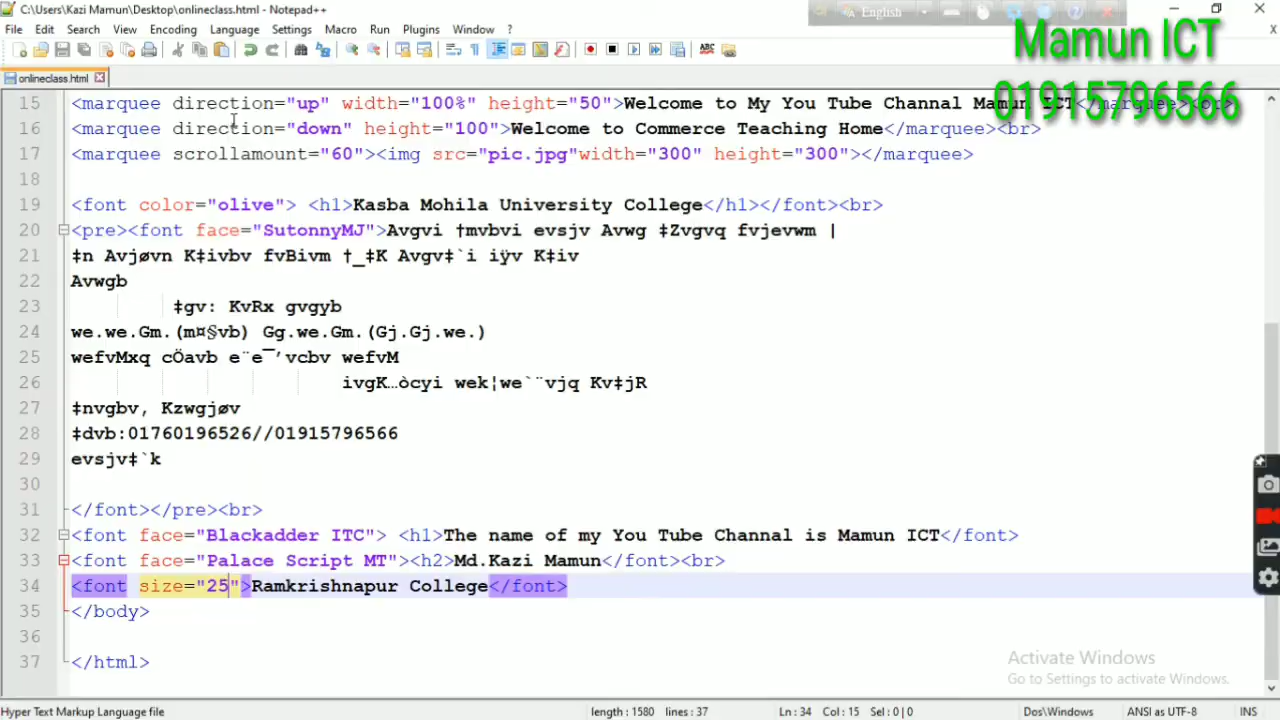 C:\Users\Kazi Mamun\Desktop\onlineclass.html - Notepad++
English
Mamun ICT
01915796566
File Edit Search View Encoding Language Settings Macro Run Plugins Window ?
X
onlineclass.html
15 <marquee direction="up" width="100%" height="50">Welcome to My You Tube Channal Mamun ICT</marquee><br>
16 <marquee direction="down" height="100">Welcome to Commerce Teaching Home</marquee><br>
17 <marquee scrollamount="60"><img src="pic.jpg"width="300" height="300"></marquee>
18
19 <font color="olive"> <h1>Kasba Mohila University College</h1></font><br>
20 <pre><font face="SutonnyMJ">Avgvi †mvbvi evsjv Avwg ‡Zvgvq fvjevwm |
21 ‡n Avjøvn K‡ivbv fvBivm †_‡K Avgv‡`i iÿv K‡iv
22 Avwgb
23 ‡gv: KvRx gvgyb
24 we.we.Gm.(m¤§vb) Gg.we.Gm.(Gj.Gj.we.)
25 wefvMxq cÖavb e¨e¯’vcbv wefvM
26 ivgK…òcyi wek¦we`¨vjq Kv‡jR
27 ‡nvgbv, Kzwgjøv
28 ‡dvb:01760196526//01915796566
29 evsjv‡`k
30
31 </font></pre><br>
32 <font face="Blackadder ITC"> <h1>The name of my You Tube Channal is Mamun ICT</font>
33 <font face="Palace Script MT"><h2>Md.Kazi Mamun</font><br>
34 <font size="25">Ramkrishnapur College</font>
35 </body>
36
37 </html>
Activate Windows
Go to Settings to activate Windows.
Hyper Text Markup Language file length : 1580 lines : 37 Ln : 34 Col : 15 Sel : 0 | 0 Dos\Windows ANSI as UTF-8 INS